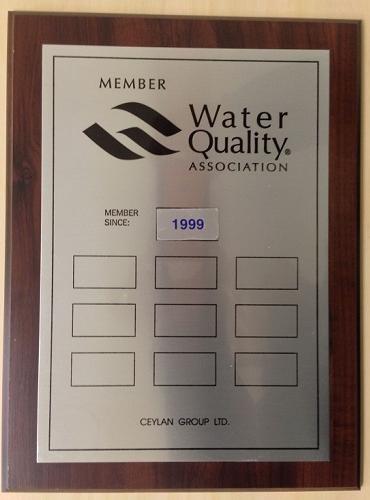 MEMBER
Water
Quality®
ASSOCIATION
MEMBER
SINCE:
1999
CEYLAN GROUP LTD.